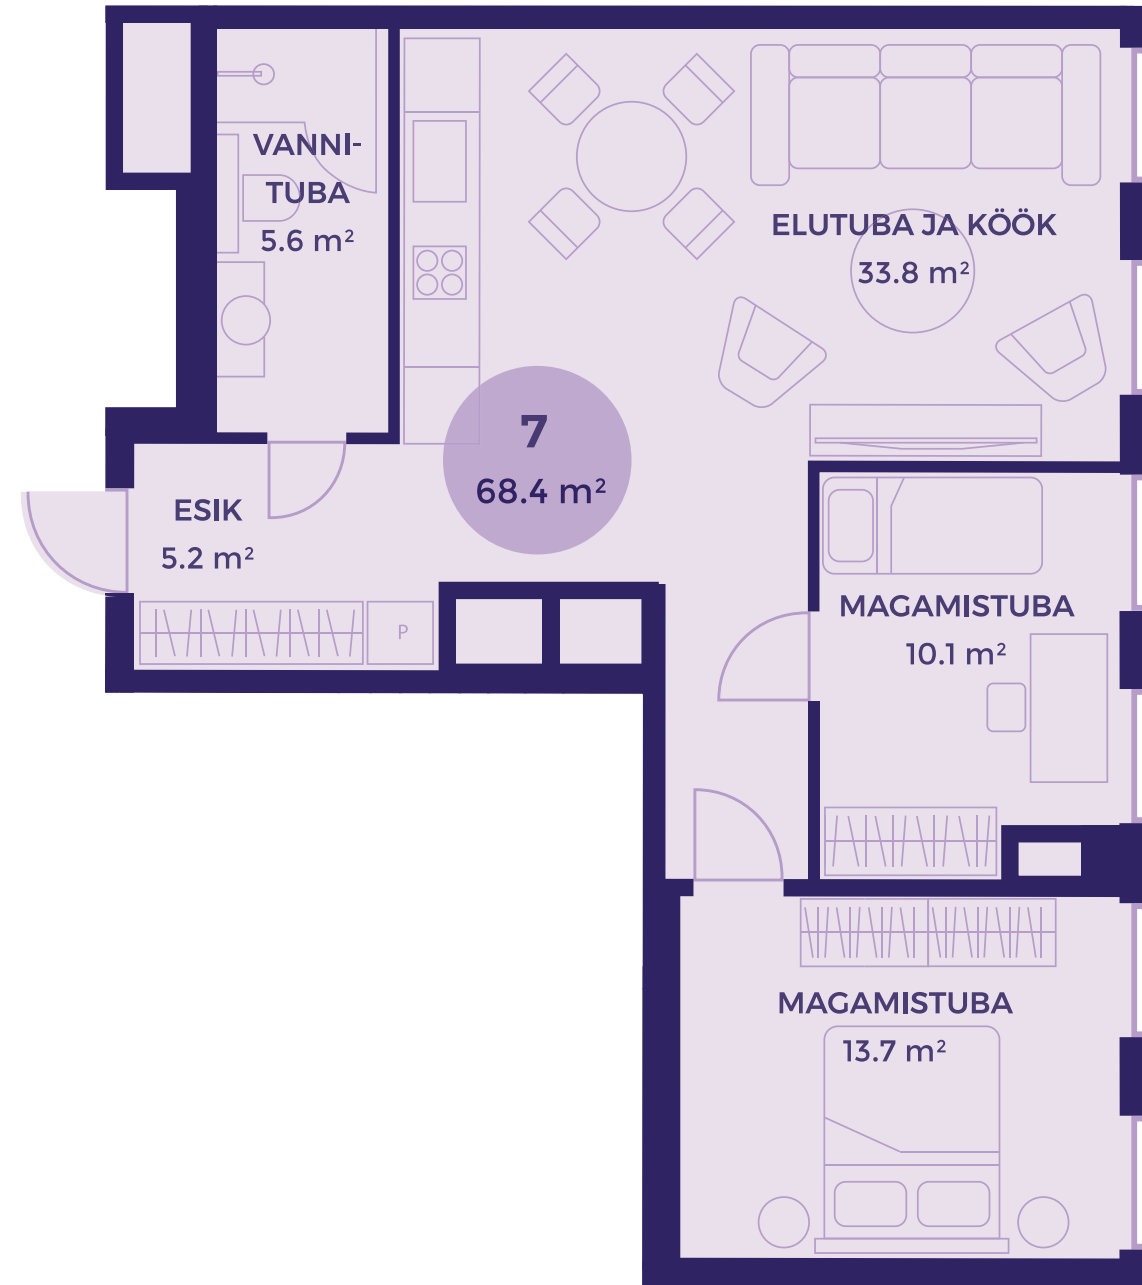 VANNI-
TUBA
5.6 m²
ELUTUBA JA KÖÖK
33.8 m²
7
68.4 m²
ESIK
5.2 m²
P
MAGAMISTUBA
10.1 m²
MAGAMISTUBA
13.7 m²